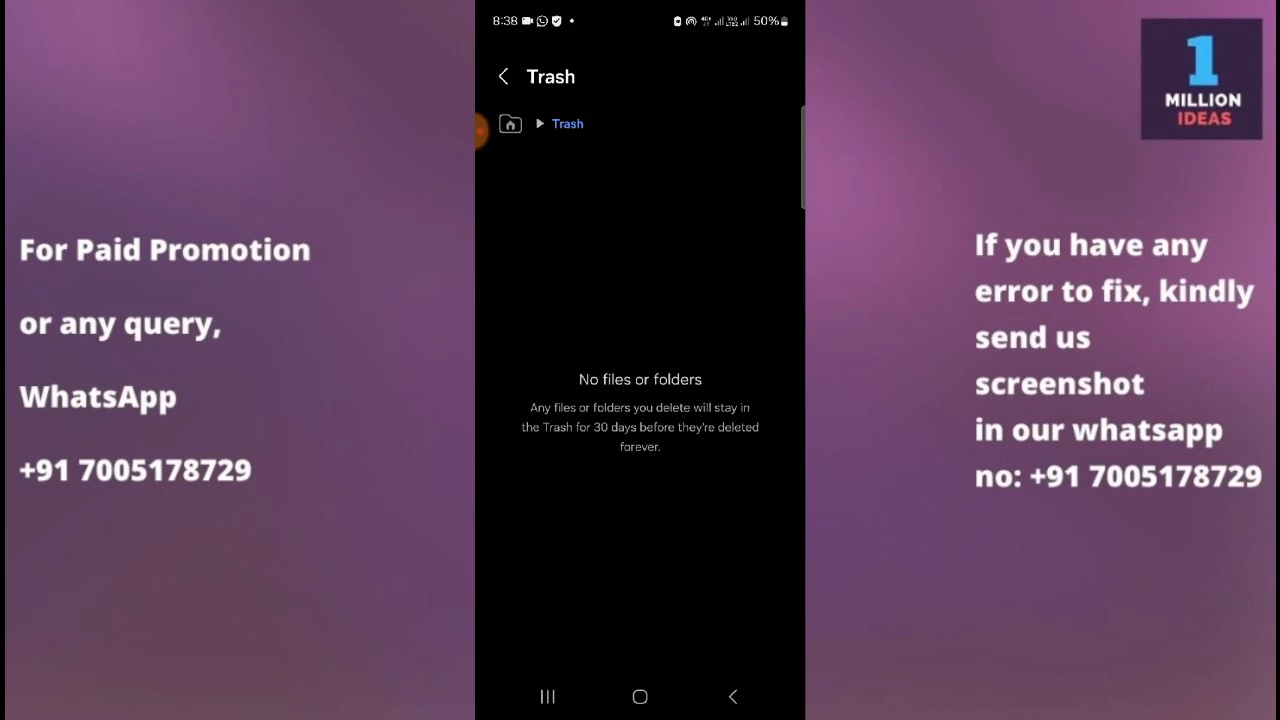 8:38
50%
1
MILLION
IDEAS
Trash
Trash
For Paid Promotion
or any query,
WhatsApp
+91 7005178729
No files or folders
Any files or folders you delete will stay in
the Trash for 30 days before they're deleted
forever.
If you have any
error to fix, kindly
send us
screenshot
in our whatsapp
no: +91 7005178729